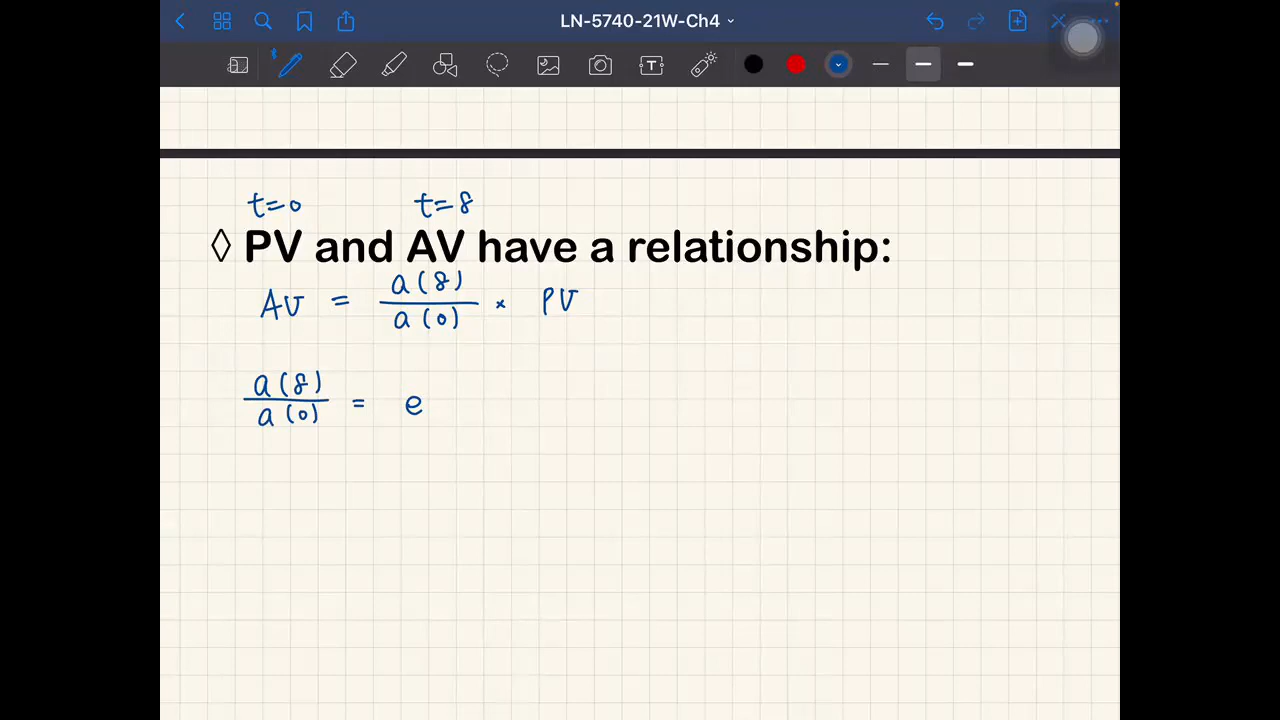 LN-5740-21W-Ch4
t=0 t=8
◊ PV and AV have a relationship:
AV = a(8) / a(0) × PV
a(8) / a(0) = e